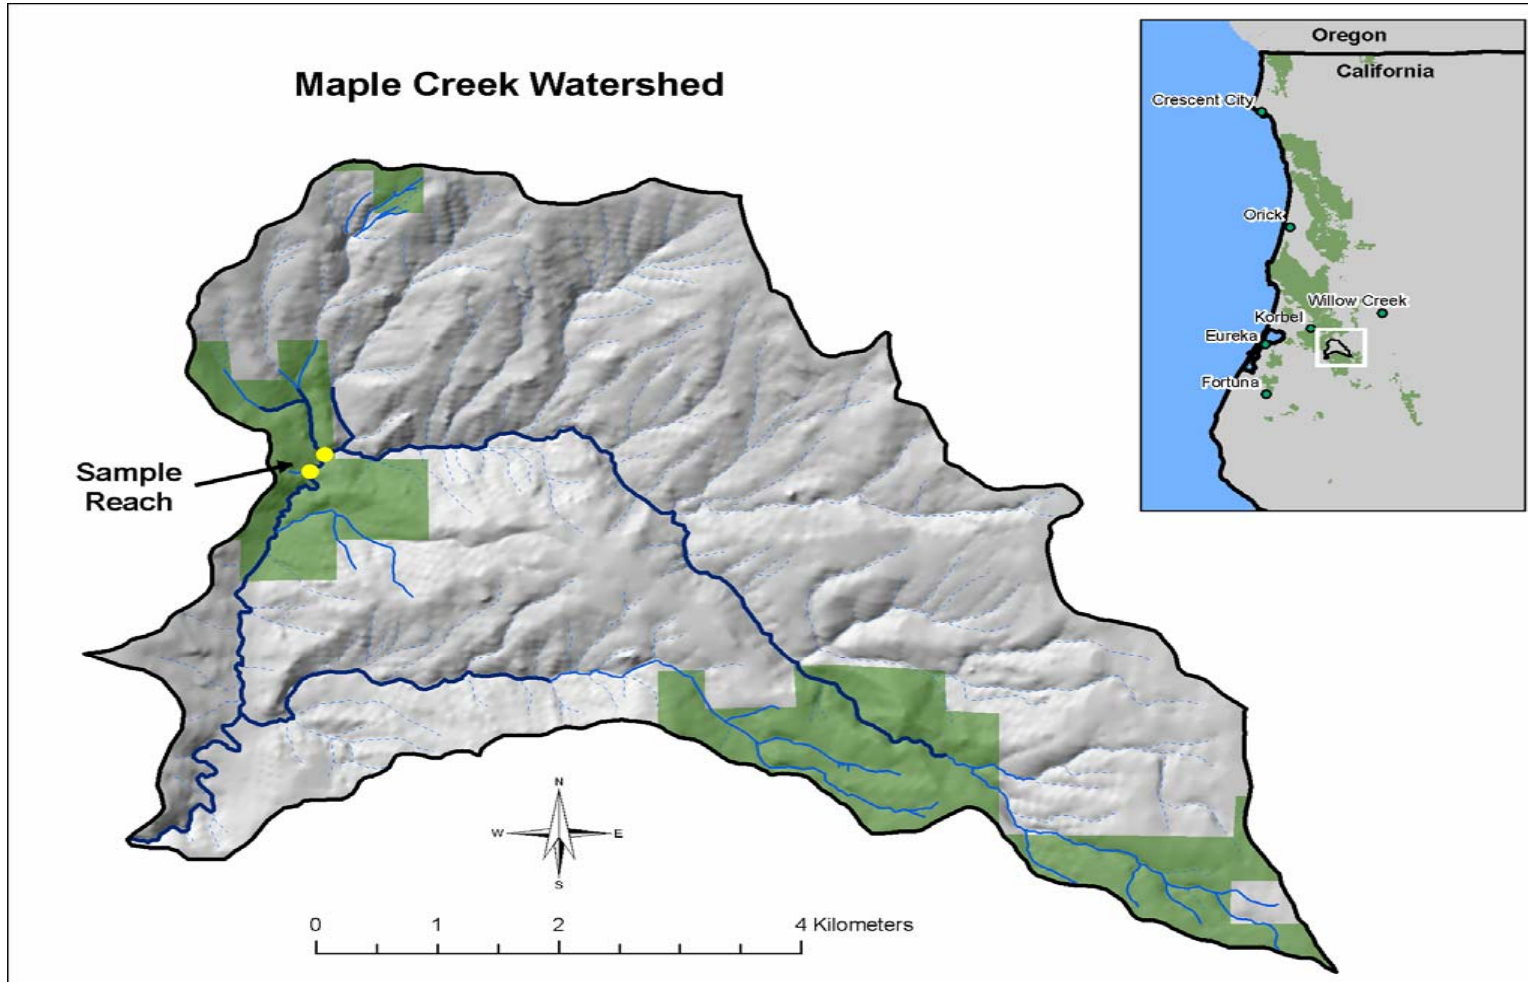 Maple Creek Watershed
Oregon
California
Crescent City
Orick
Willow Creek
Korbel
Eureka
Fortuna
Sample
Reach
N
W E
S
0 1 2 4 Kilometers